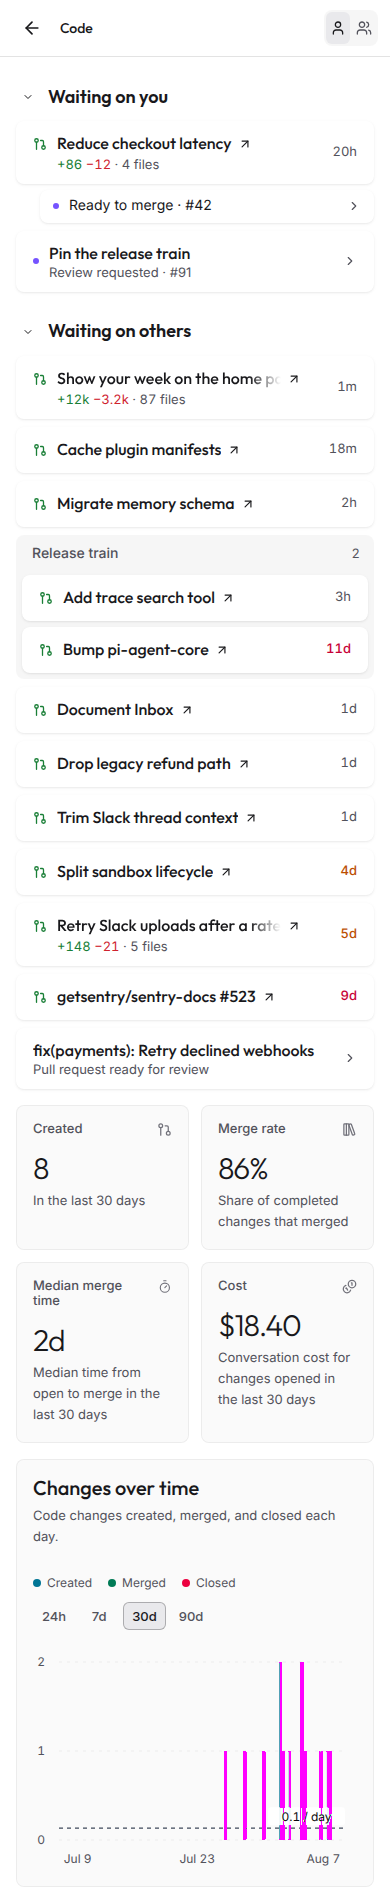 Code
Waiting on you
Reduce checkout latency
20h
+86 −12 · 4 files
Ready to merge · #42
Pin the release train
Review requested · #91
Waiting on others
Show your week on the home
1m
+12k −3.2k · 87 files
Cache plugin manifests
18m
Migrate memory schema
2h
Release train
2
Add trace search tool
3h
Bump pi-agent-core
11d
Document Inbox
1d
Drop legacy refund path
1d
Trim Slack thread context
1d
Split sandbox lifecycle
4d
Retry Slack uploads after a rate
5d
+148 −21 · 5 files
getsentry/sentry-docs #523
9d
fix(payments): Retry declined webhooks
Pull request ready for review
Created
8
In the last 30 days
Merge rate
86%
Share of completed
changes that merged
Median merge
time
2d
Median time from
open to merge in the
last 30 days
Cost
$18.40
Conversation cost for
changes opened in
the last 30 days
Changes over time
Code changes created, merged, and closed each
day.
Created Merged Closed
24h 7d 30d 90d
2
1
0.1 / day
0
Jul 9 Jul 23 Aug 7